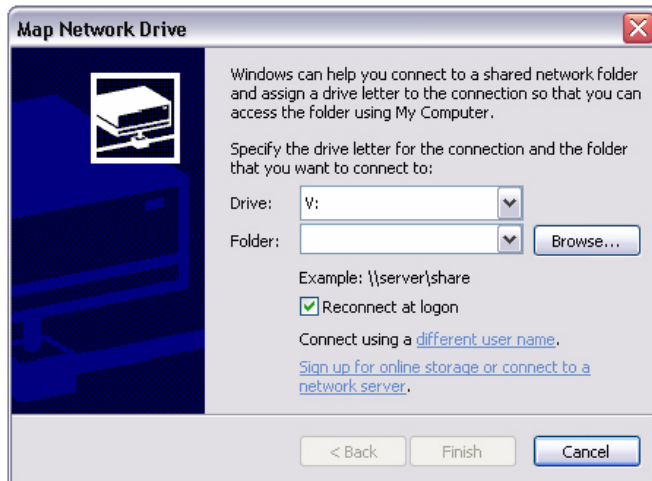 Map Network Drive
Windows can help you connect to a shared network folder
and assign a drive letter to the connection so that you can
access the folder using My Computer.
Specify the drive letter for the connection and the folder
that you want to connect to:
Drive: V:
Folder: Browse...
Example: \\server\share
Reconnect at logon
Connect using a different user name.
Sign up for online storage or connect to a
network server.
< Back Finish Cancel